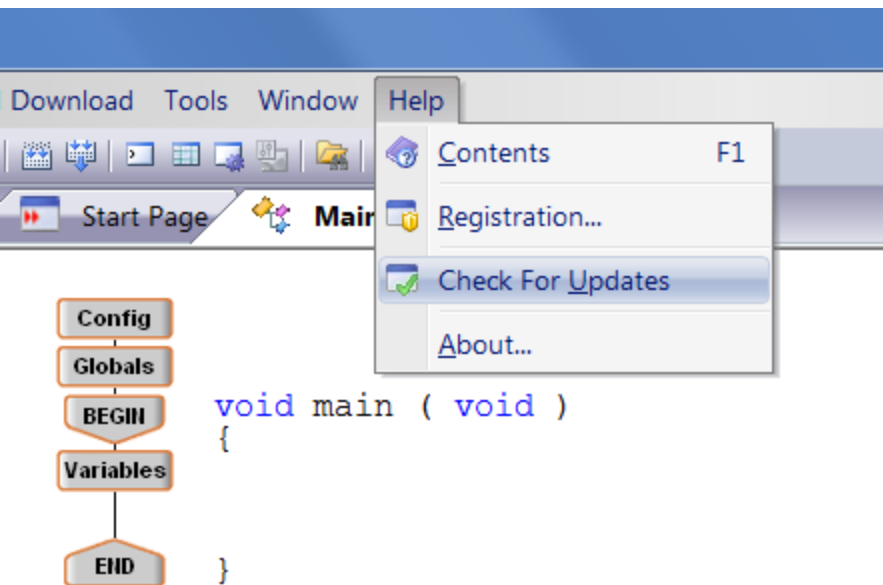 Download Tools Window Help
Contents F1
Start Page Main
Registration...
Check For Updates
About...
Config
Globals
BEGIN
Variables
END
void main ( void )
{
}